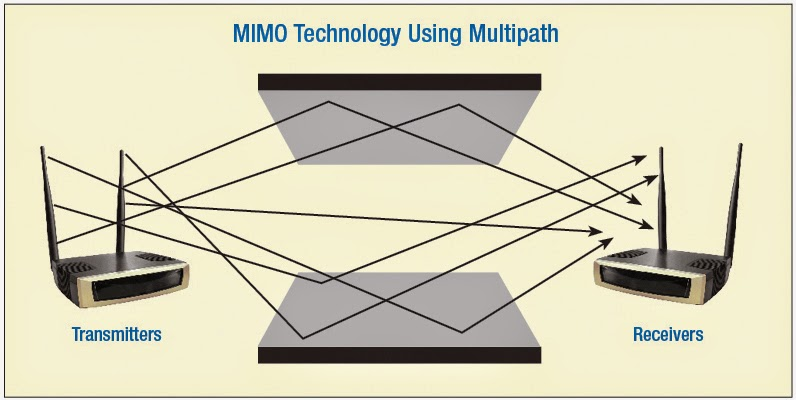 MIMO Technology Using Multipath
Transmitters
Receivers